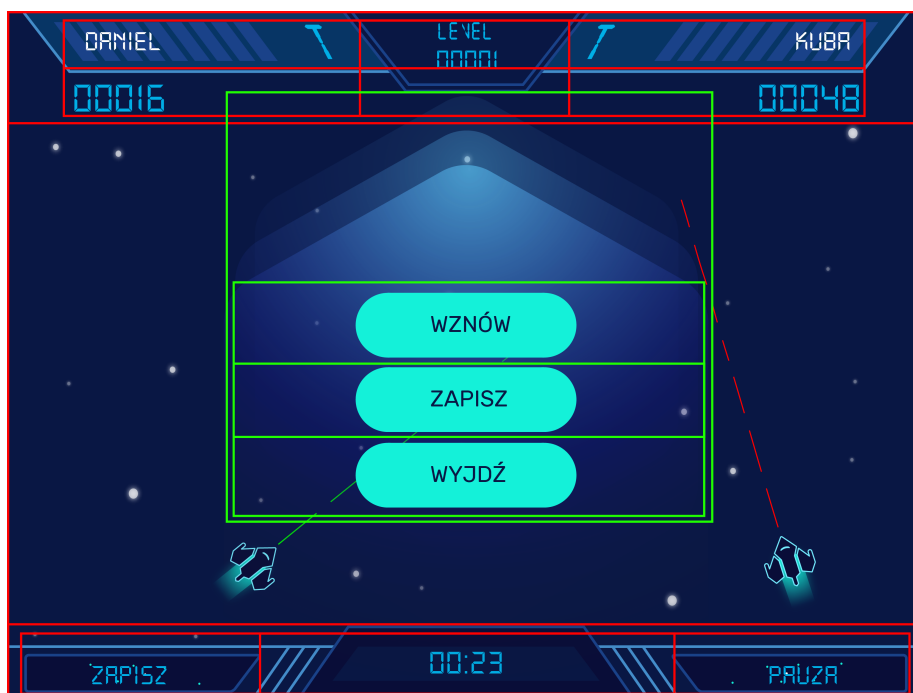 DANIEL
LEVEL
00001
KUBA
00016
00048
WZNÓW
ZAPISZ
WYJDŹ
ZAPISZ
00:23
PAUZA